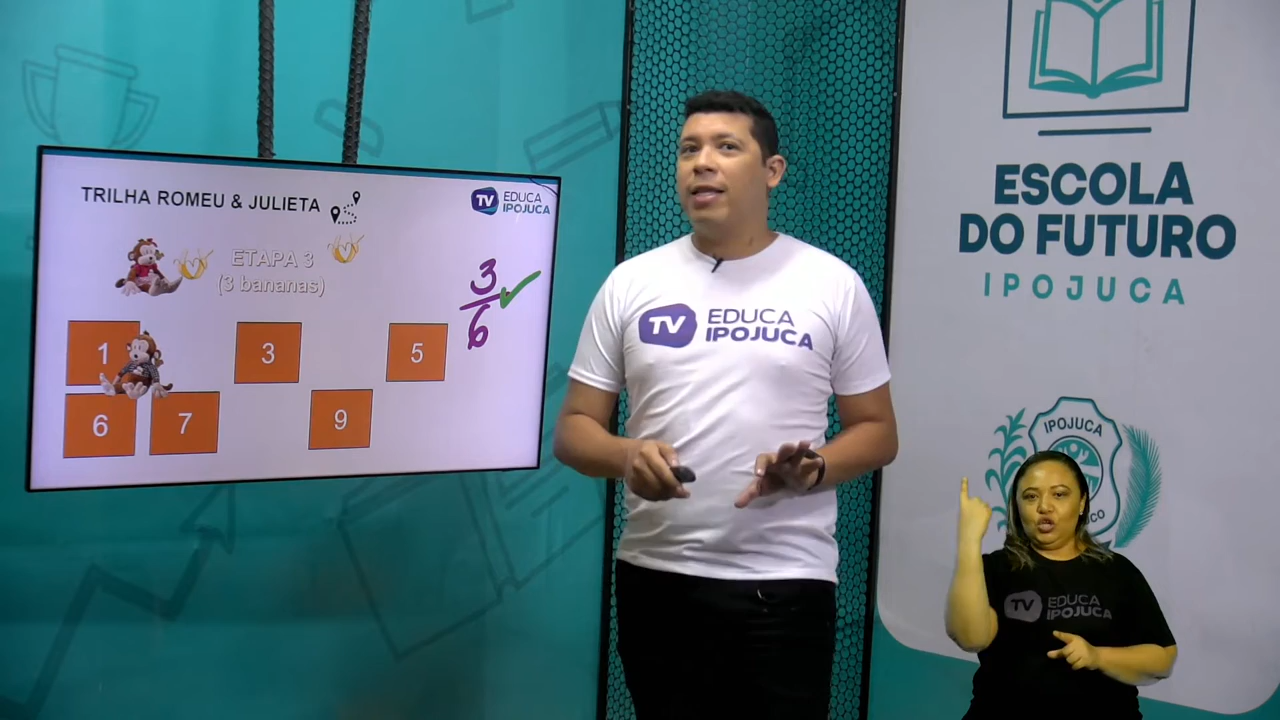 TRILHA ROMEU & JULIETA
TV EDUCA
IPOJUCA
ETAPA 3
(3 bananas)
3
6
1
3
5
6
7
9
TV EDUCA
IPOJUCA
ESCOLA
DO FUTURO
IPOJUCA
IPOJUCA
TV EDUCA
IPOJUCA